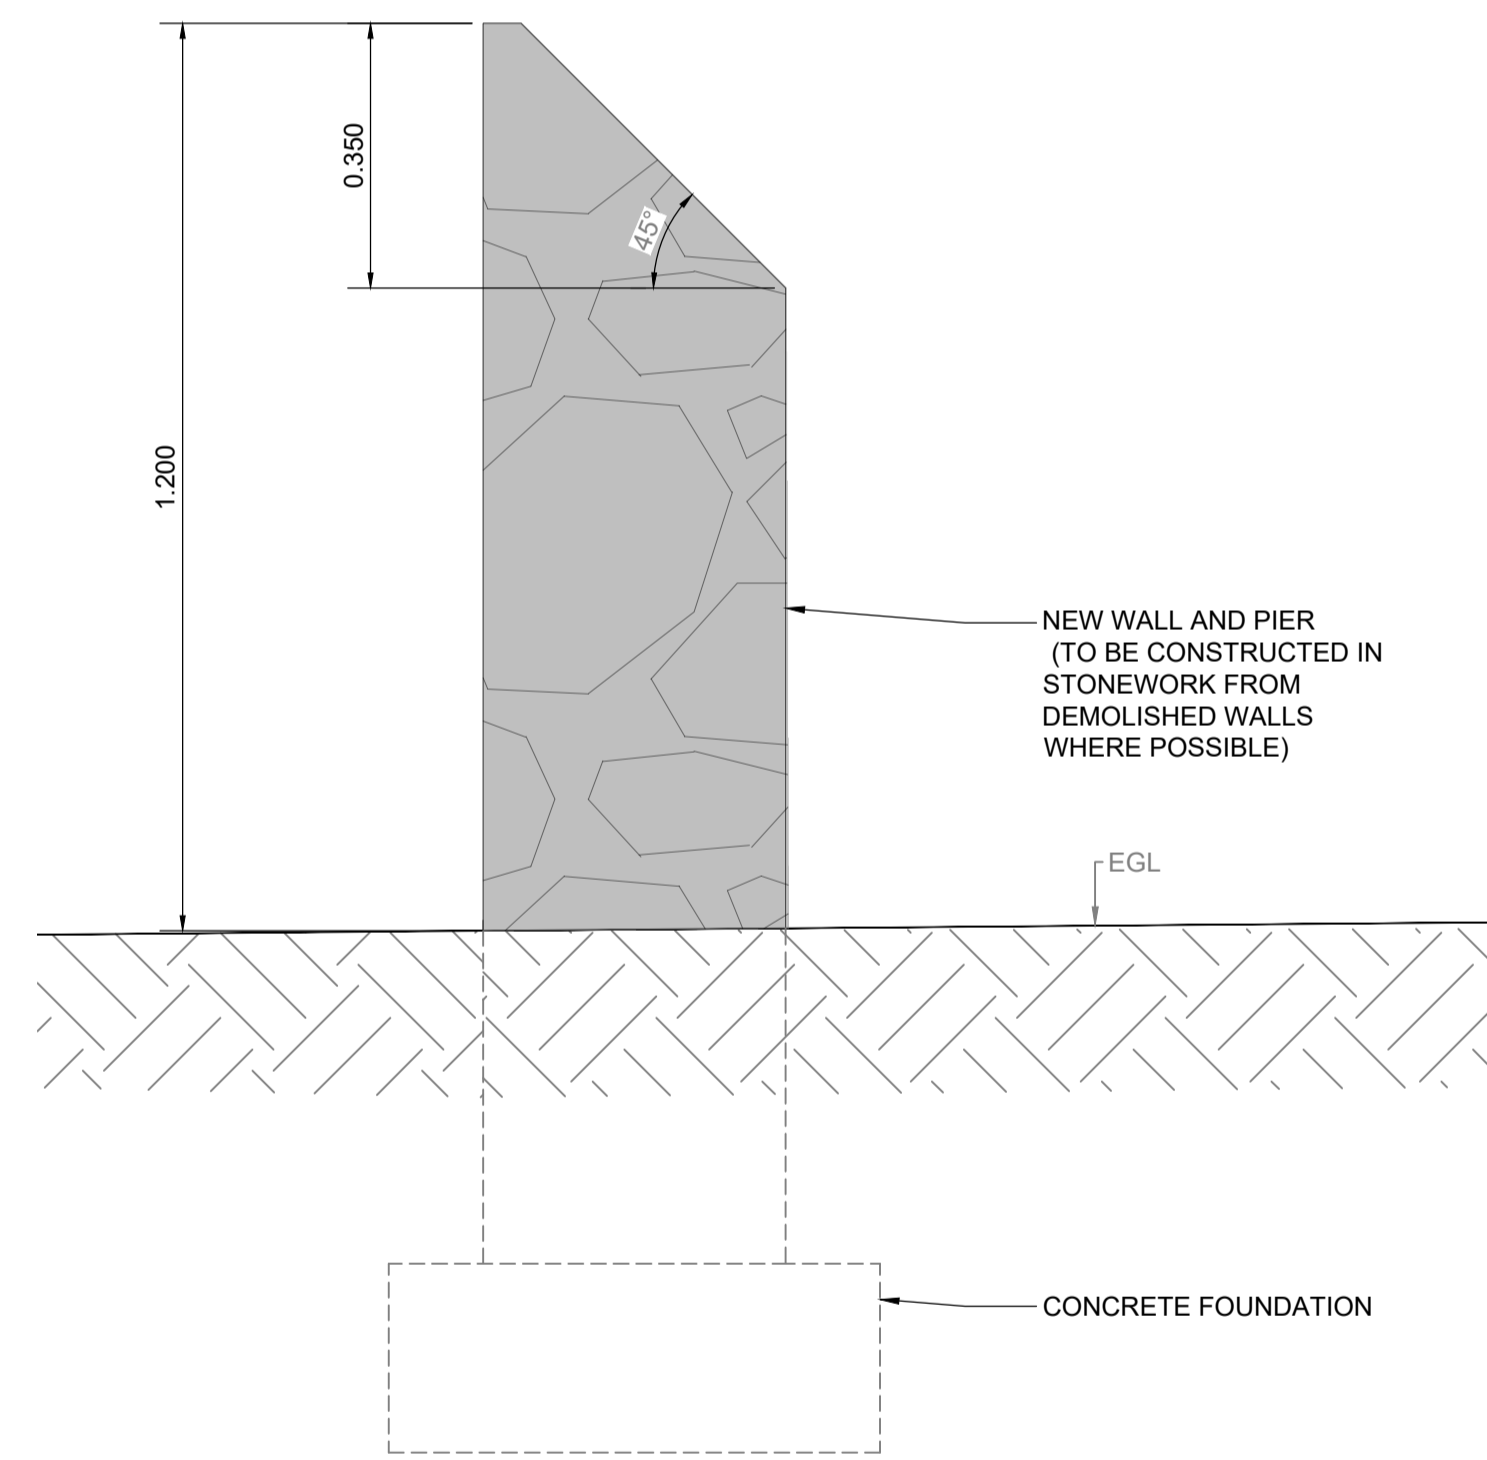 0.350
45°
1.200
NEW WALL AND PIER
(TO BE CONSTRUCTED IN
STONEWORK FROM
DEMOLISHED WALLS
WHERE POSSIBLE)
EGL
CONCRETE FOUNDATION